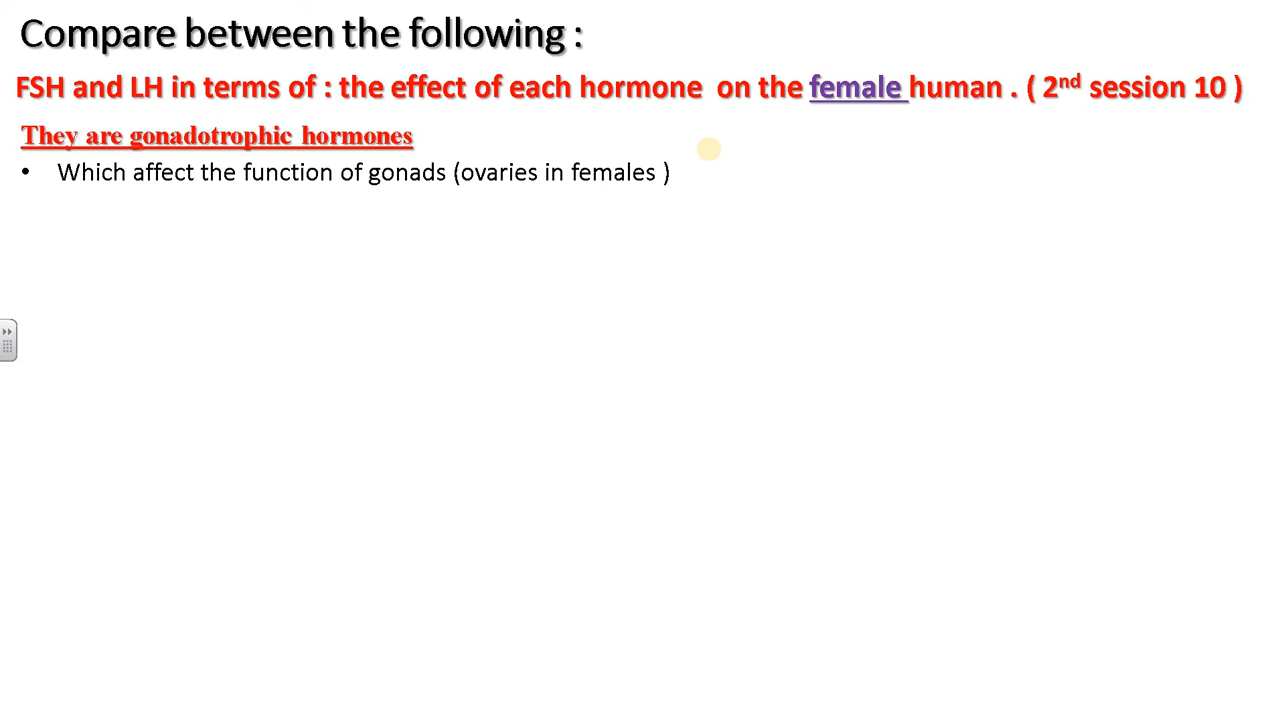 Compare between the following :
FSH and LH in terms of : the effect of each hormone on the female human . ( 2nd session 10 )
They are gonadotrophic hormones
• Which affect the function of gonads (ovaries in females )